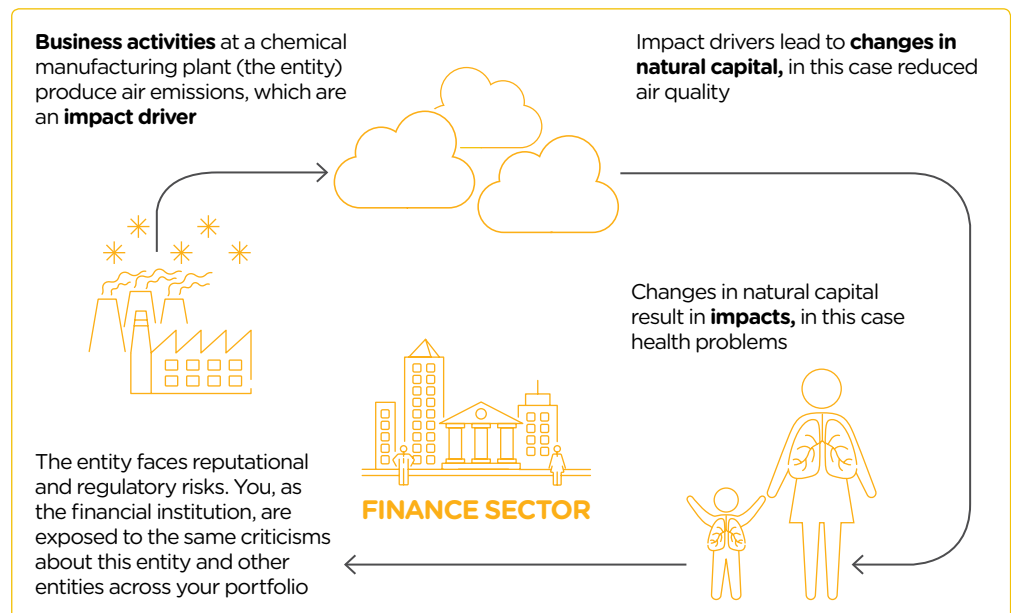 Business activities at a chemical
manufacturing plant (the entity)
produce air emissions, which are
an impact driver
Impact drivers lead to changes in
natural capital, in this case reduced
air quality
Changes in natural capital
result in impacts, in this case
health problems
The entity faces reputational
and regulatory risks. You, as
the financial institution, are
exposed to the same criticisms
about this entity and other
entities across your portfolio
FINANCE SECTOR